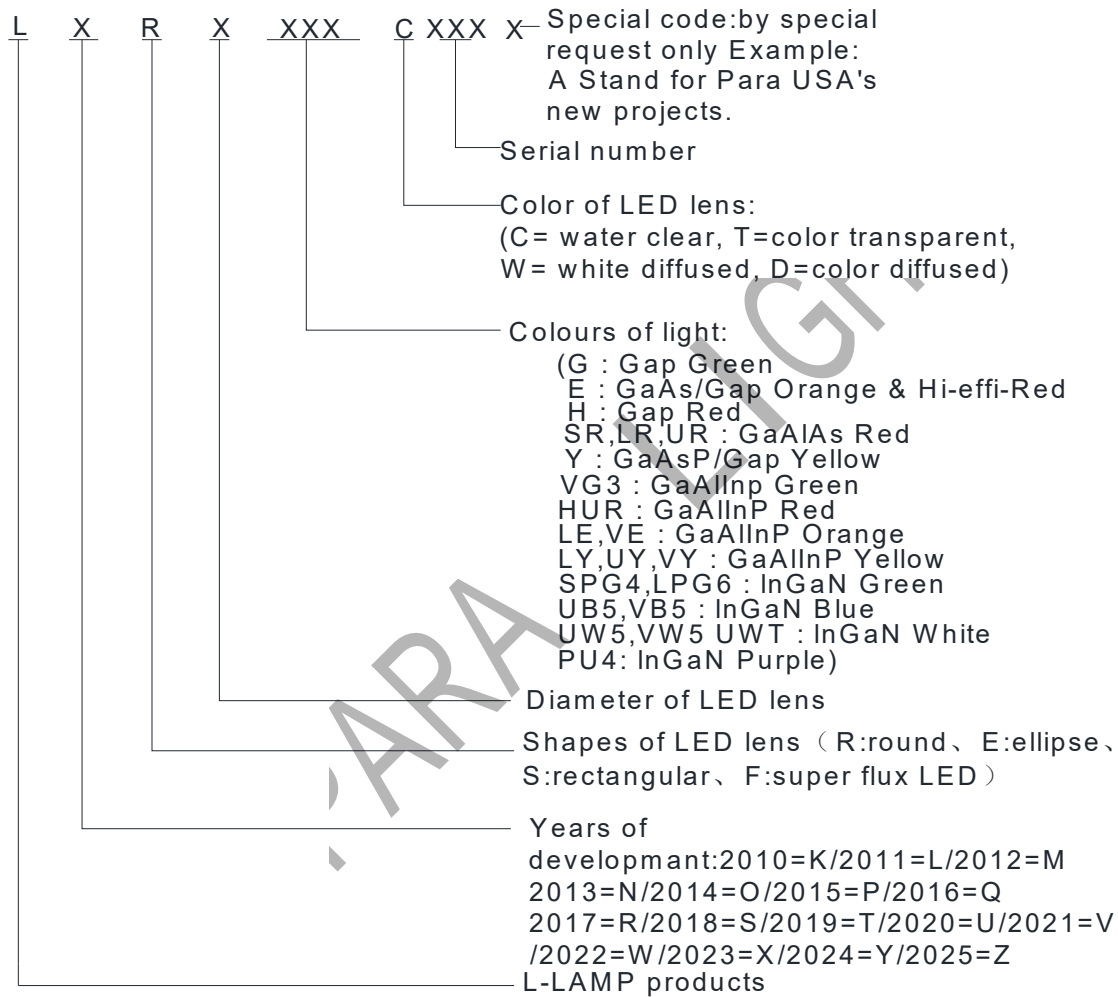 L X R X XXX C XXX X Special code:by special
request only Example:
A Stand for Para USA's
new projects.
Serial number
Color of LED lens:
(C= water clear, T=color transparent,
W= white diffused, D=color diffused)
Colours of light:
(G : Gap Green
E : GaAs/Gap Orange & Hi-effi-Red
H : Gap Red
SR,LR,UR : GaAlAs Red
Y : GaAsP/Gap Yellow
VG3 : GaAlInp Green
HUR : GaAlInP Red
LE,VE : GaAlInP Orange
LY,UY,VY : GaAlInP Yellow
SPG4,LPG6 : InGaN Green
UB5,VB5 : InGaN Blue
UW5,VW5 UWT : InGaN White
PU4: InGaN Purple)
Diameter of LED lens
Shapes of LED lens（R:round、E:ellipse、
S:rectangular、F:super flux LED）
Years of
developmant:2010=K/2011=L/2012=M
2013=N/2014=O/2015=P/2016=Q
2017=R/2018=S/2019=T/2020=U/2021=V
/2022=W/2023=X/2024=Y/2025=Z
L-LAMP products
PARA LIGH